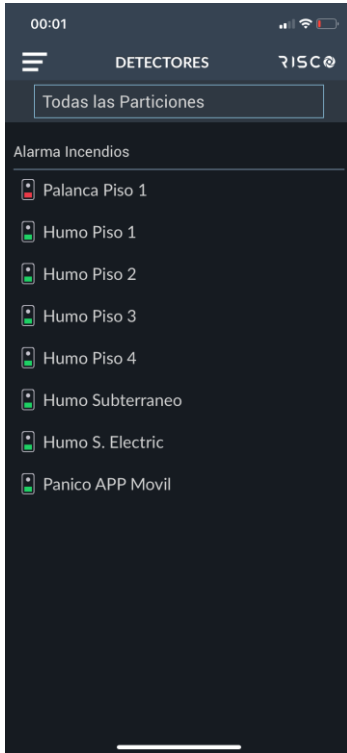 00:01
DETECTORES
RISCO
Todas las Particiones
Alarma Incendios
Palanca Piso 1
Humo Piso 1
Humo Piso 2
Humo Piso 3
Humo Piso 4
Humo Subterraneo
Humo S. Electric
Panico APP Movil